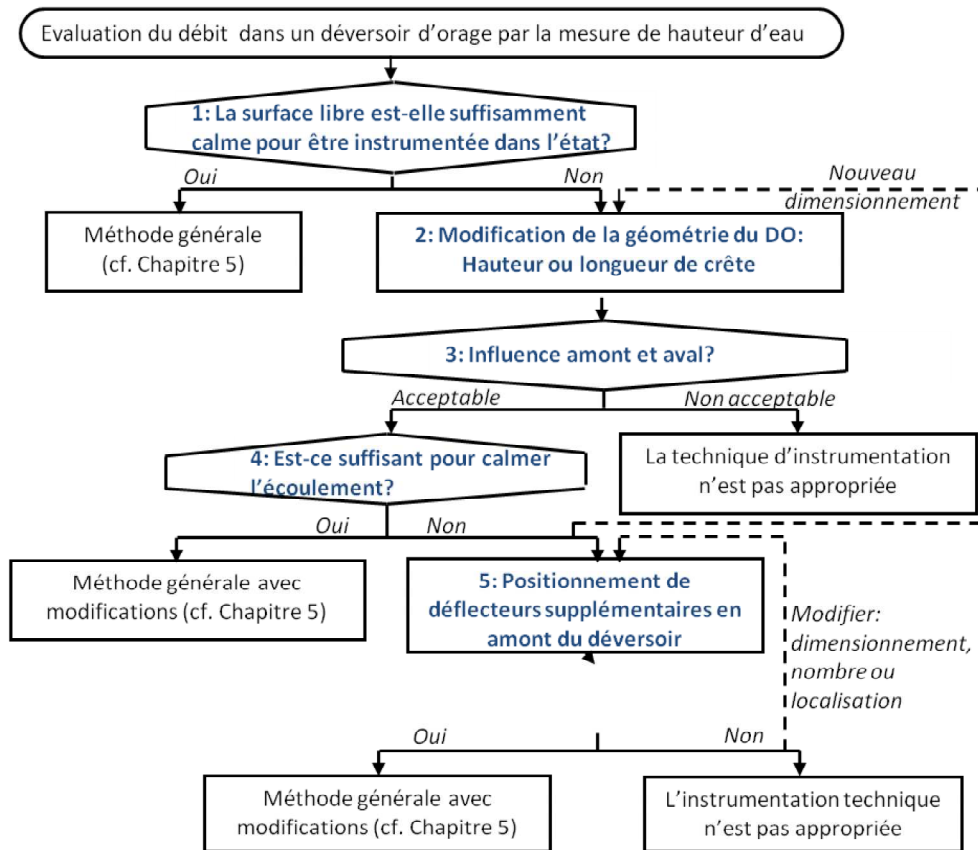 Evaluation du débit dans un déversoir d'orage par la mesure de hauteur d'eau
1: La surface libre est-elle suffisamment
calme pour être instrumentée dans l'état?
Oui
Non
Nouveau
dimensionnement
Méthode générale
(cf. Chapitre 5)
2: Modification de la géométrie du DO:
Hauteur ou longueur de crête
3: Influence amont et aval?
Acceptable
Non acceptable
4: Est-ce suffisant pour calmer
l'écoulement?
La technique d'instrumentation
n'est pas appropriée
Oui
Non
Méthode générale avec
modifications (cf. Chapitre 5)
5: Positionnement de
déflecteurs supplémentaires en
amont du déversoir
Modifier:
dimensionnement,
nombre ou
localisation
Oui
Non
Méthode générale avec
modifications (cf. Chapitre 5)
L'instrumentation technique
n'est pas appropriée